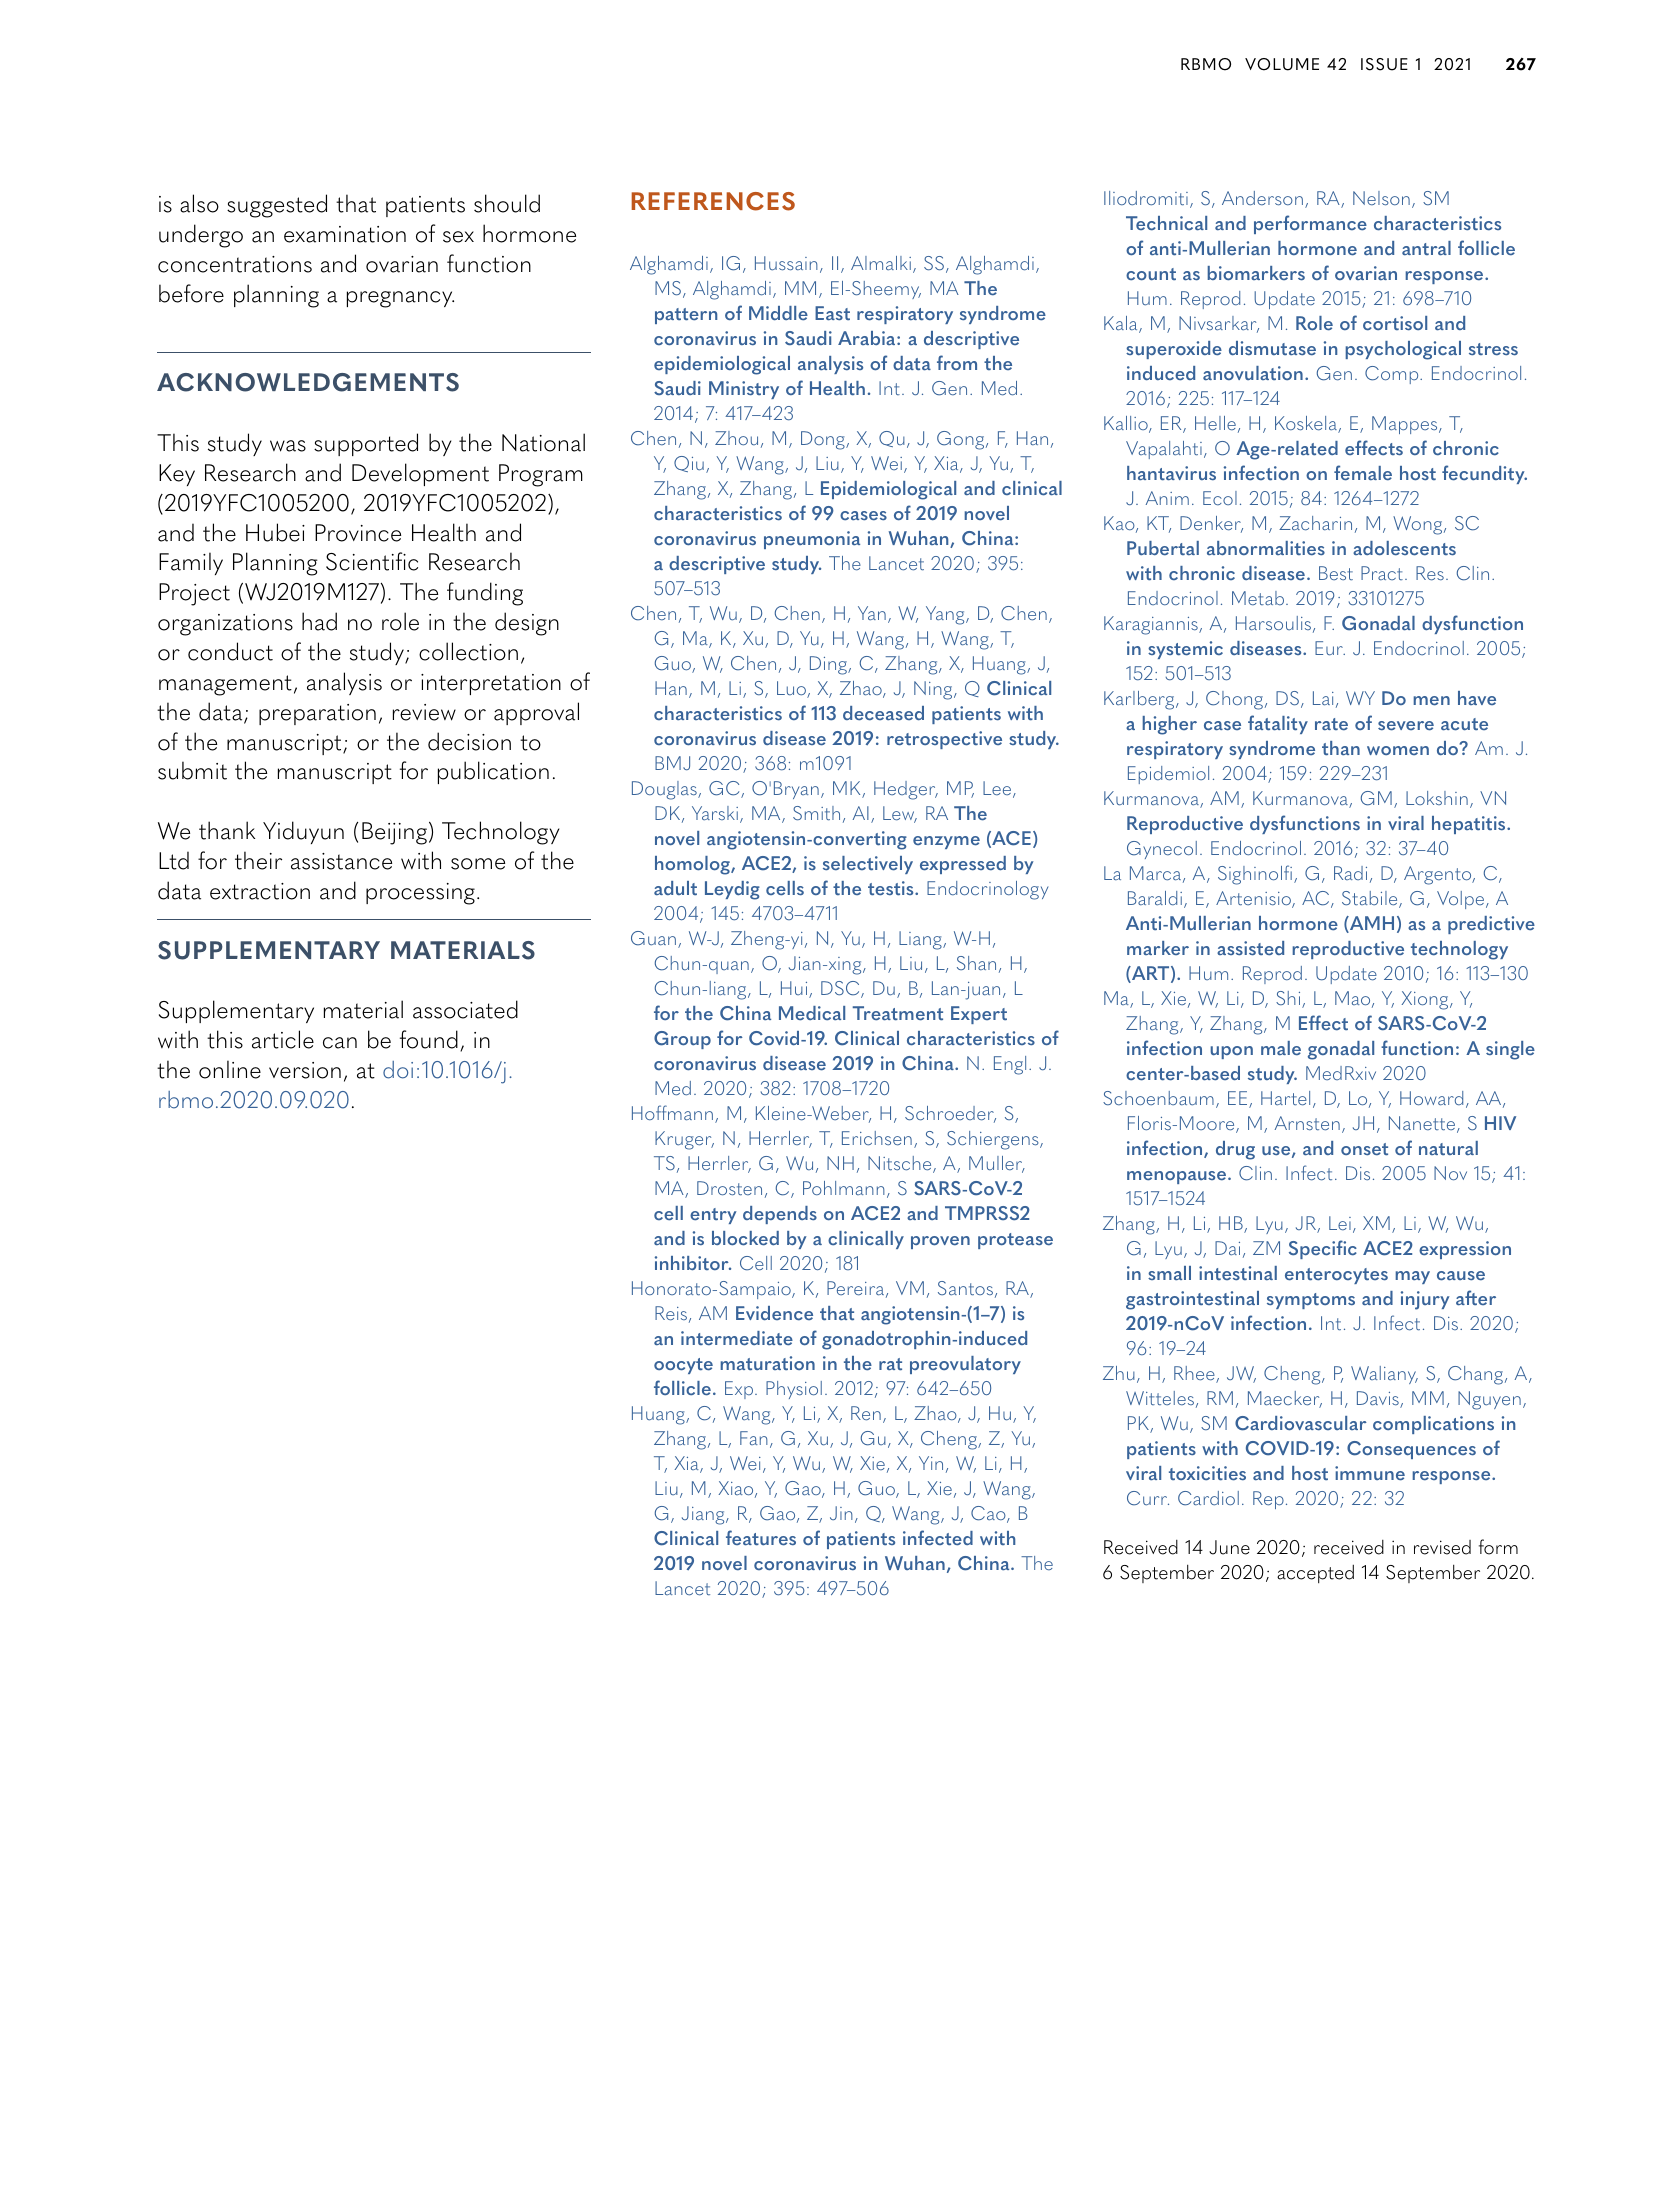 RBMO VOLUME 42 ISSUE 1 2021 267
is also suggested that patients should
undergo an examination of sex hormone
concentrations and ovarian function
before planning a pregnancy.
ACKNOWLEDGEMENTS
This study was supported by the National
Key Research and Development Program
(2019YFC1005200, 2019YFC1005202),
and the Hubei Province Health and
Family Planning Scientific Research
Project (WJ2019M127). The funding
organizations had no role in the design
or conduct of the study; collection,
management, analysis or interpretation of
the data; preparation, review or approval
of the manuscript; or the decision to
submit the manuscript for publication.
We thank Yiduyun (Beijing) Technology
Ltd for their assistance with some of the
data extraction and processing.
SUPPLEMENTARY MATERIALS
Supplementary material associated
with this article can be found, in
the online version, at doi:10.1016/j.
rbmo.2020.09.020.
REFERENCES
Alghamdi, IG, Hussain, II, Almalki, SS, Alghamdi,
MS, Alghamdi, MM, El-Sheemy, MA The
pattern of Middle East respiratory syndrome
coronavirus in Saudi Arabia: a descriptive
epidemiological analysis of data from the
Saudi Ministry of Health. Int. J. Gen. Med.
2014; 7: 417–423
Chen, N, Zhou, M, Dong, X, Qu, J, Gong, F, Han,
Y, Qiu, Y, Wang, J, Liu, Y, Wei, Y, Xia, J, Yu, T,
Zhang, X, Zhang, L Epidemiological and clinical
characteristics of 99 cases of 2019 novel
coronavirus pneumonia in Wuhan, China:
a descriptive study. The Lancet 2020; 395:
507–513
Chen, T, Wu, D, Chen, H, Yan, W, Yang, D, Chen,
G, Ma, K, Xu, D, Yu, H, Wang, H, Wang, T,
Guo, W, Chen, J, Ding, C, Zhang, X, Huang, J,
Han, M, Li, S, Luo, X, Zhao, J, Ning, Q Clinical
characteristics of 113 deceased patients with
coronavirus disease 2019: retrospective study.
BMJ 2020; 368: m1091
Douglas, GC, O'Bryan, MK, Hedger, MP, Lee,
DK, Yarski, MA, Smith, AI, Lew, RA The
novel angiotensin-converting enzyme (ACE)
homolog, ACE2, is selectively expressed by
adult Leydig cells of the testis. Endocrinology
2004; 145: 4703–4711
Guan, W-J, Zheng-yi, N, Yu, H, Liang, W-H,
Chun-quan, O, Jian-xing, H, Liu, L, Shan, H,
Chun-liang, L, Hui, DSC, Du, B, Lan-juan, L
for the China Medical Treatment Expert
Group for Covid-19. Clinical characteristics of
coronavirus disease 2019 in China. N. Engl. J.
Med. 2020; 382: 1708–1720
Hoffmann, M, Kleine-Weber, H, Schroeder, S,
Kruger, N, Herrler, T, Erichsen, S, Schiergens,
TS, Herrler, G, Wu, NH, Nitsche, A, Muller,
MA, Drosten, C, Pohlmann, S SARS-CoV-2
cell entry depends on ACE2 and TMPRSS2
and is blocked by a clinically proven protease
inhibitor. Cell 2020; 181
Honorato-Sampaio, K, Pereira, VM, Santos, RA,
Reis, AM Evidence that angiotensin-(1–7) is
an intermediate of gonadotrophin-induced
oocyte maturation in the rat preovulatory
follicle. Exp. Physiol. 2012; 97: 642–650
Huang, C, Wang, Y, Li, X, Ren, L, Zhao, J, Hu, Y,
Zhang, L, Fan, G, Xu, J, Gu, X, Cheng, Z, Yu,
T, Xia, J, Wei, Y, Wu, W, Xie, X, Yin, W, Li, H,
Liu, M, Xiao, Y, Gao, H, Guo, L, Xie, J, Wang,
G, Jiang, R, Gao, Z, Jin, Q, Wang, J, Cao, B
Clinical features of patients infected with
2019 novel coronavirus in Wuhan, China. The
Lancet 2020; 395: 497–506
Iliodromiti, S, Anderson, RA, Nelson, SM
Technical and performance characteristics
of anti-Mullerian hormone and antral follicle
count as biomarkers of ovarian response.
Hum. Reprod. Update 2015; 21: 698–710
Kala, M, Nivsarkar, M. Role of cortisol and
superoxide dismutase in psychological stress
induced anovulation. Gen. Comp. Endocrinol.
2016; 225: 117–124
Kallio, ER, Helle, H, Koskela, E, Mappes, T,
Vapalahti, O Age-related effects of chronic
hantavirus infection on female host fecundity.
J. Anim. Ecol. 2015; 84: 1264–1272
Kao, KT, Denker, M, Zacharin, M, Wong, SC
Pubertal abnormalities in adolescents
with chronic disease. Best Pract. Res. Clin.
Endocrinol. Metab. 2019; 33101275
Karagiannis, A, Harsoulis, F. Gonadal dysfunction
in systemic diseases. Eur. J. Endocrinol. 2005;
152: 501–513
Karlberg, J, Chong, DS, Lai, WY Do men have
a higher case fatality rate of severe acute
respiratory syndrome than women do? Am. J.
Epidemiol. 2004; 159: 229–231
Kurmanova, AM, Kurmanova, GM, Lokshin, VN
Reproductive dysfunctions in viral hepatitis.
Gynecol. Endocrinol. 2016; 32: 37–40
La Marca, A, Sighinolfi, G, Radi, D, Argento, C,
Baraldi, E, Artenisio, AC, Stabile, G, Volpe, A
Anti-Mullerian hormone (AMH) as a predictive
marker in assisted reproductive technology
(ART). Hum. Reprod. Update 2010; 16: 113–130
Ma, L, Xie, W, Li, D, Shi, L, Mao, Y, Xiong, Y,
Zhang, Y, Zhang, M Effect of SARS-CoV-2
infection upon male gonadal function: A single
center-based study. MedRxiv 2020
Schoenbaum, EE, Hartel, D, Lo, Y, Howard, AA,
Floris-Moore, M, Arnsten, JH, Nanette, S HIV
infection, drug use, and onset of natural
menopause. Clin. Infect. Dis. 2005 Nov 15; 41:
1517–1524
Zhang, H, Li, HB, Lyu, JR, Lei, XM, Li, W, Wu,
G, Lyu, J, Dai, ZM Specific ACE2 expression
in small intestinal enterocytes may cause
gastrointestinal symptoms and injury after
2019-nCoV infection. Int. J. Infect. Dis. 2020;
96: 19–24
Zhu, H, Rhee, JW, Cheng, P, Waliany, S, Chang, A,
Witteles, RM, Maecker, H, Davis, MM, Nguyen,
PK, Wu, SM Cardiovascular complications in
patients with COVID-19: Consequences of
viral toxicities and host immune response.
Curr. Cardiol. Rep. 2020; 22: 32
Received 14 June 2020; received in revised form
6 September 2020; accepted 14 September 2020.